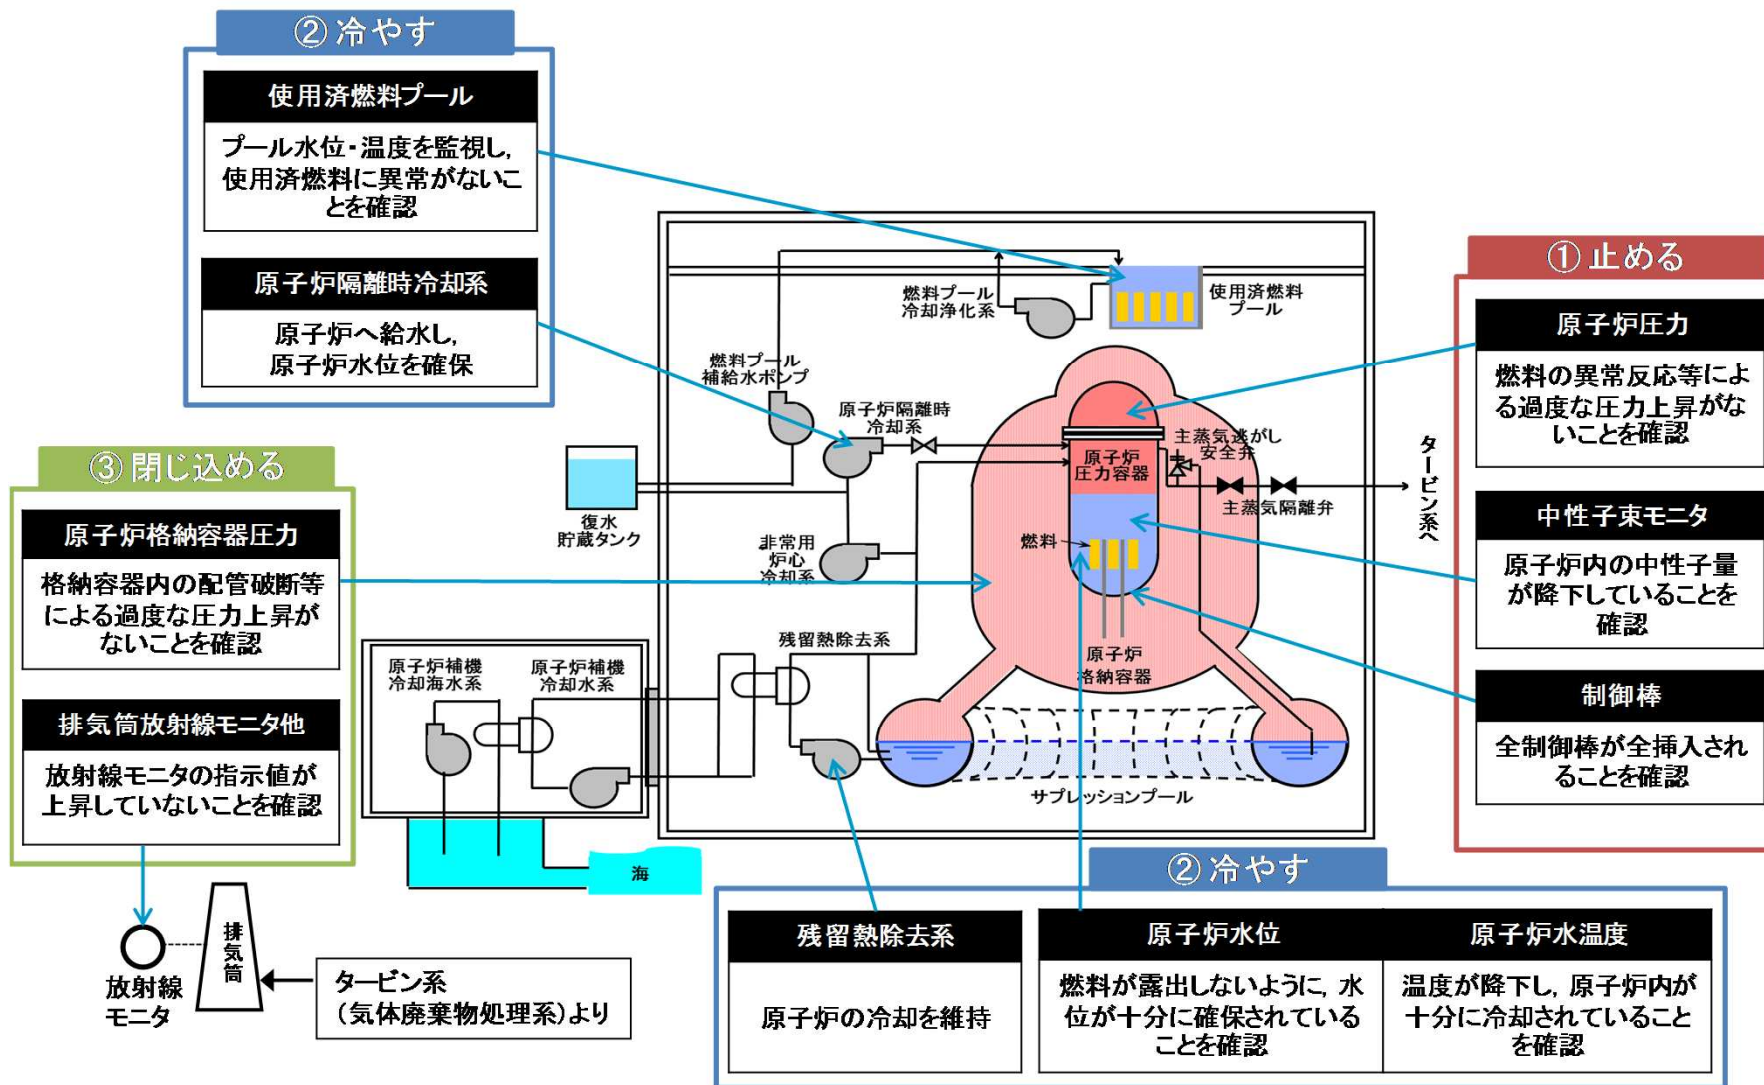 ② 冷やす
使用済燃料プール
プール水位・温度を監視し,
使用済燃料に異常がないこ
とを確認
原子炉隔離時冷却系
原子炉へ給水し,
原子炉水位を確保
③ 閉じ込める
原子炉格納容器圧力
格納容器内の配管破断等
による過度な圧力上昇が
ないことを確認
排気筒放射線モニタ他
放射線モニタの指示値が
上昇していないことを確認
放射線
モニタ
排気筒
タービン系
（気体廃棄物処理系）より
燃料プール
冷却浄化系
使用済燃料
プール
燃料プール
補給水ポンプ
原子炉隔離時
冷却系
復水
貯蔵タンク
非常用
炉心
冷却系
原子炉
圧力容器
主蒸気逃がし
安全弁
主蒸気隔離弁
タービン系へ
燃料
原子炉
格納容器
残留熱除去系
原子炉補機
冷却海水系
原子炉補機
冷却水系
サプレッションプール
海
① 止める
原子炉圧力
燃料の異常反応等によ
る過度な圧力上昇がな
いことを確認
中性子束モニタ
原子炉内の中性子量
が降下していることを
確認
制御棒
全制御棒が全挿入され
ることを確認
② 冷やす
残留熱除去系
原子炉の冷却を維持
原子炉水位
燃料が露出しないように, 水
位が十分に確保されている
ことを確認
原子炉水温度
温度が降下し, 原子炉内が
十分に冷却されていること
を確認